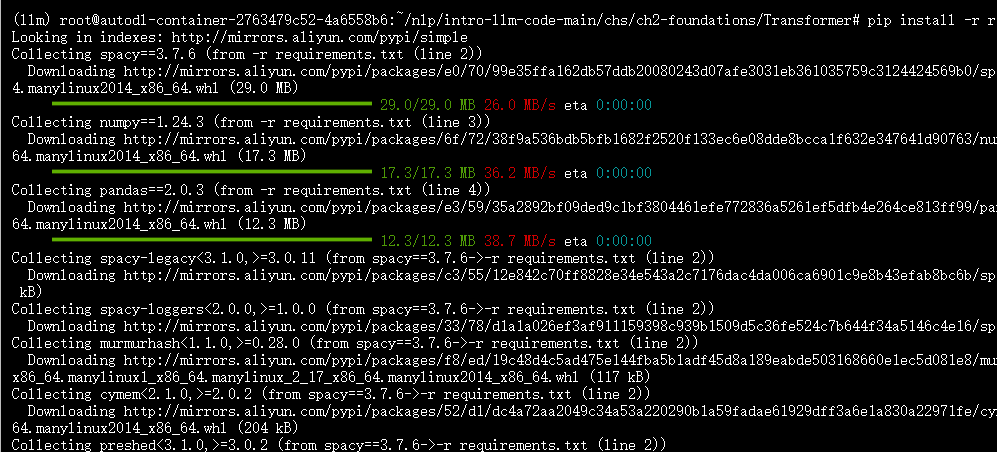 (llm) root@autodl-container-2763479c52-4a6558b6:~/nlp/intro-llm-code-main/chs/ch2-foundations/Transformer# pip install -r r
Looking in indexes: http://mirrors.aliyun.com/pypi/simple
Collecting spacy==3.7.6 (from -r requirements.txt (line 2))
Downloading http://mirrors.aliyun.com/pypi/packages/e0/70/99e35ffa162db57ddb20080243d07afe3031eb361035759c3124424569b0/sp
4.manylinux2014_x86_64.whl (29.0 MB)
29.0/29.0 MB 26.0 MB/s eta 0:00:00
Collecting numpy==1.24.3 (from -r requirements.txt (line 3))
Downloading http://mirrors.aliyun.com/pypi/packages/6f/72/38f9a536bdb5bfb1682f2520f133ec6e08dde8bcca1f632e347641d90763/nu
64.manylinux2014_x86_64.whl (17.3 MB)
17.3/17.3 MB 36.2 MB/s eta 0:00:00
Collecting pandas==2.0.3 (from -r requirements.txt (line 4))
Downloading http://mirrors.aliyun.com/pypi/packages/e3/59/35a2892bf09ded9c1bf3804461efe772836a5261ef5dfb4e264ce813ff99/pa
64.manylinux2014_x86_64.whl (12.3 MB)
12.3/12.3 MB 38.7 MB/s eta 0:00:00
Collecting spacy-legacy<3.1.0,>=3.0.11 (from spacy==3.7.6->-r requirements.txt (line 2))
Downloading http://mirrors.aliyun.com/pypi/packages/c3/55/12e842c70ff8828e34e543a2c7176dac4da006ca6901c9e8b43efab8bc6b/sp
kB)
Collecting spacy-loggers<2.0.0,>=1.0.0 (from spacy==3.7.6->-r requirements.txt (line 2))
Downloading http://mirrors.aliyun.com/pypi/packages/33/78/d1a1a026ef3af911159398c939b1509d5c36fe524c7b644f34a5146c4e16/sp
Collecting murmurhash<1.1.0,>=0.28.0 (from spacy==3.7.6->-r requirements.txt (line 2))
Downloading http://mirrors.aliyun.com/pypi/packages/f8/ed/19c48d4c5ad475e144fba5b1adf45d8a189eabde503168660e1ec5d081e8/mu
x86_64.manylinux1_x86_64.manylinux_2_17_x86_64.manylinux2014_x86_64.whl (117 kB)
Collecting cymem<2.1.0,>=2.0.2 (from spacy==3.7.6->-r requirements.txt (line 2))
Downloading http://mirrors.aliyun.com/pypi/packages/52/d1/dc4a72aa2049c34a53a220290b1a59fadae61929dff3a6e1a830a22971fe/cy
64.manylinux2014_x86_64.whl (204 kB)
Collecting preshed<3.1.0,>=3.0.2 (from spacy==3.7.6->-r requirements.txt (line 2))